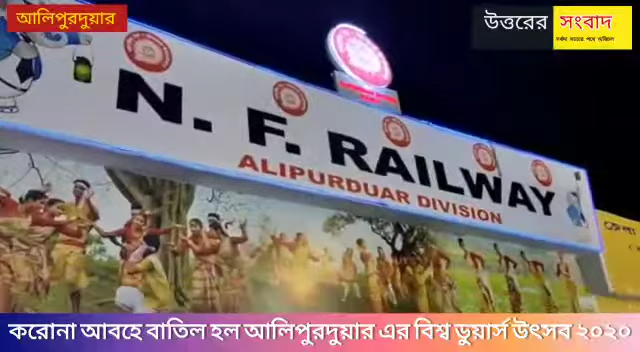 আলিপুরদুয়ার
উত্তরের সংবাদ
N. F. RAILWAY
ALIPURDUAR DIVISION
করোনা আবহে বাতিল হল আলিপুরদুয়ার এর বিশ্ব ডুয়ার্স উৎসব ২০২০